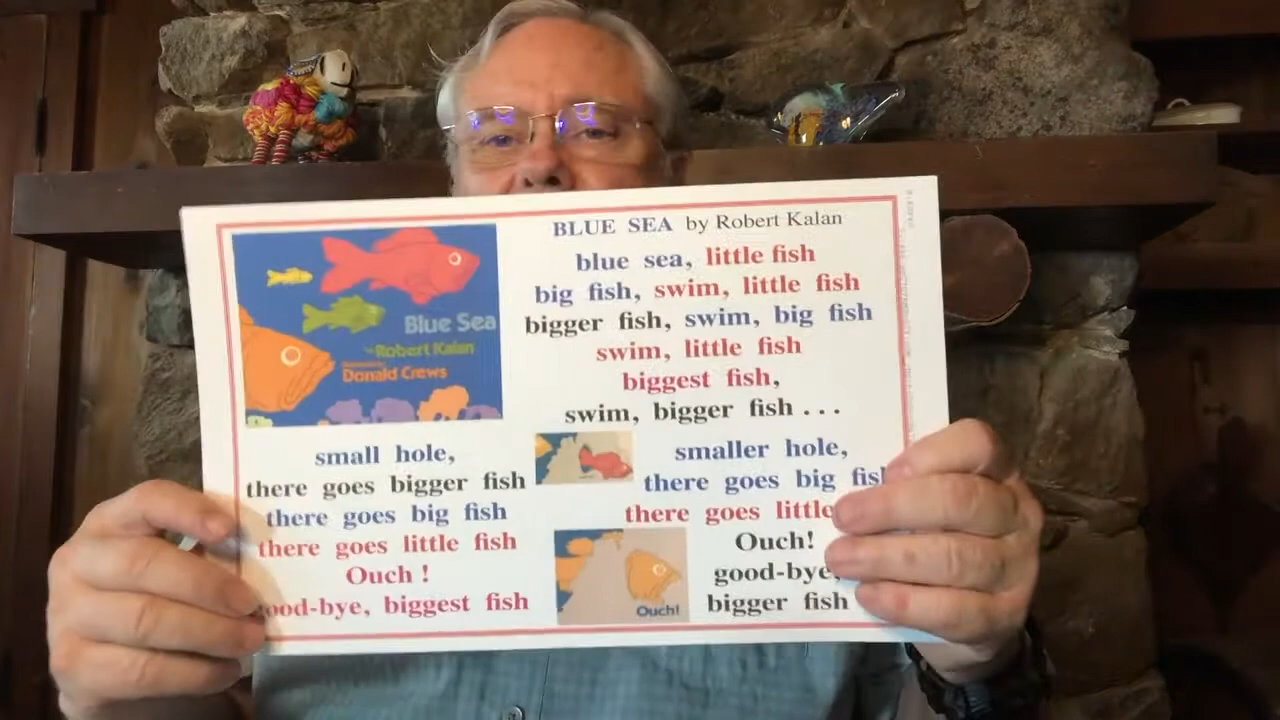 BLUE SEA by Robert Kalan
Blue Sea
Robert Kalan
Donald Crews
blue sea, little fish
big fish, swim, little fish
bigger fish, swim, big fish
swim, little fish
biggest fish,
swim, bigger fish . . .
small hole,
there goes bigger fish
there goes big fish
there goes little fish
Ouch !
ood-bye, biggest fish
smaller hole,
there goes big fis
there goes little
Ouch!
good-bye,
bigger fish
Ouch!